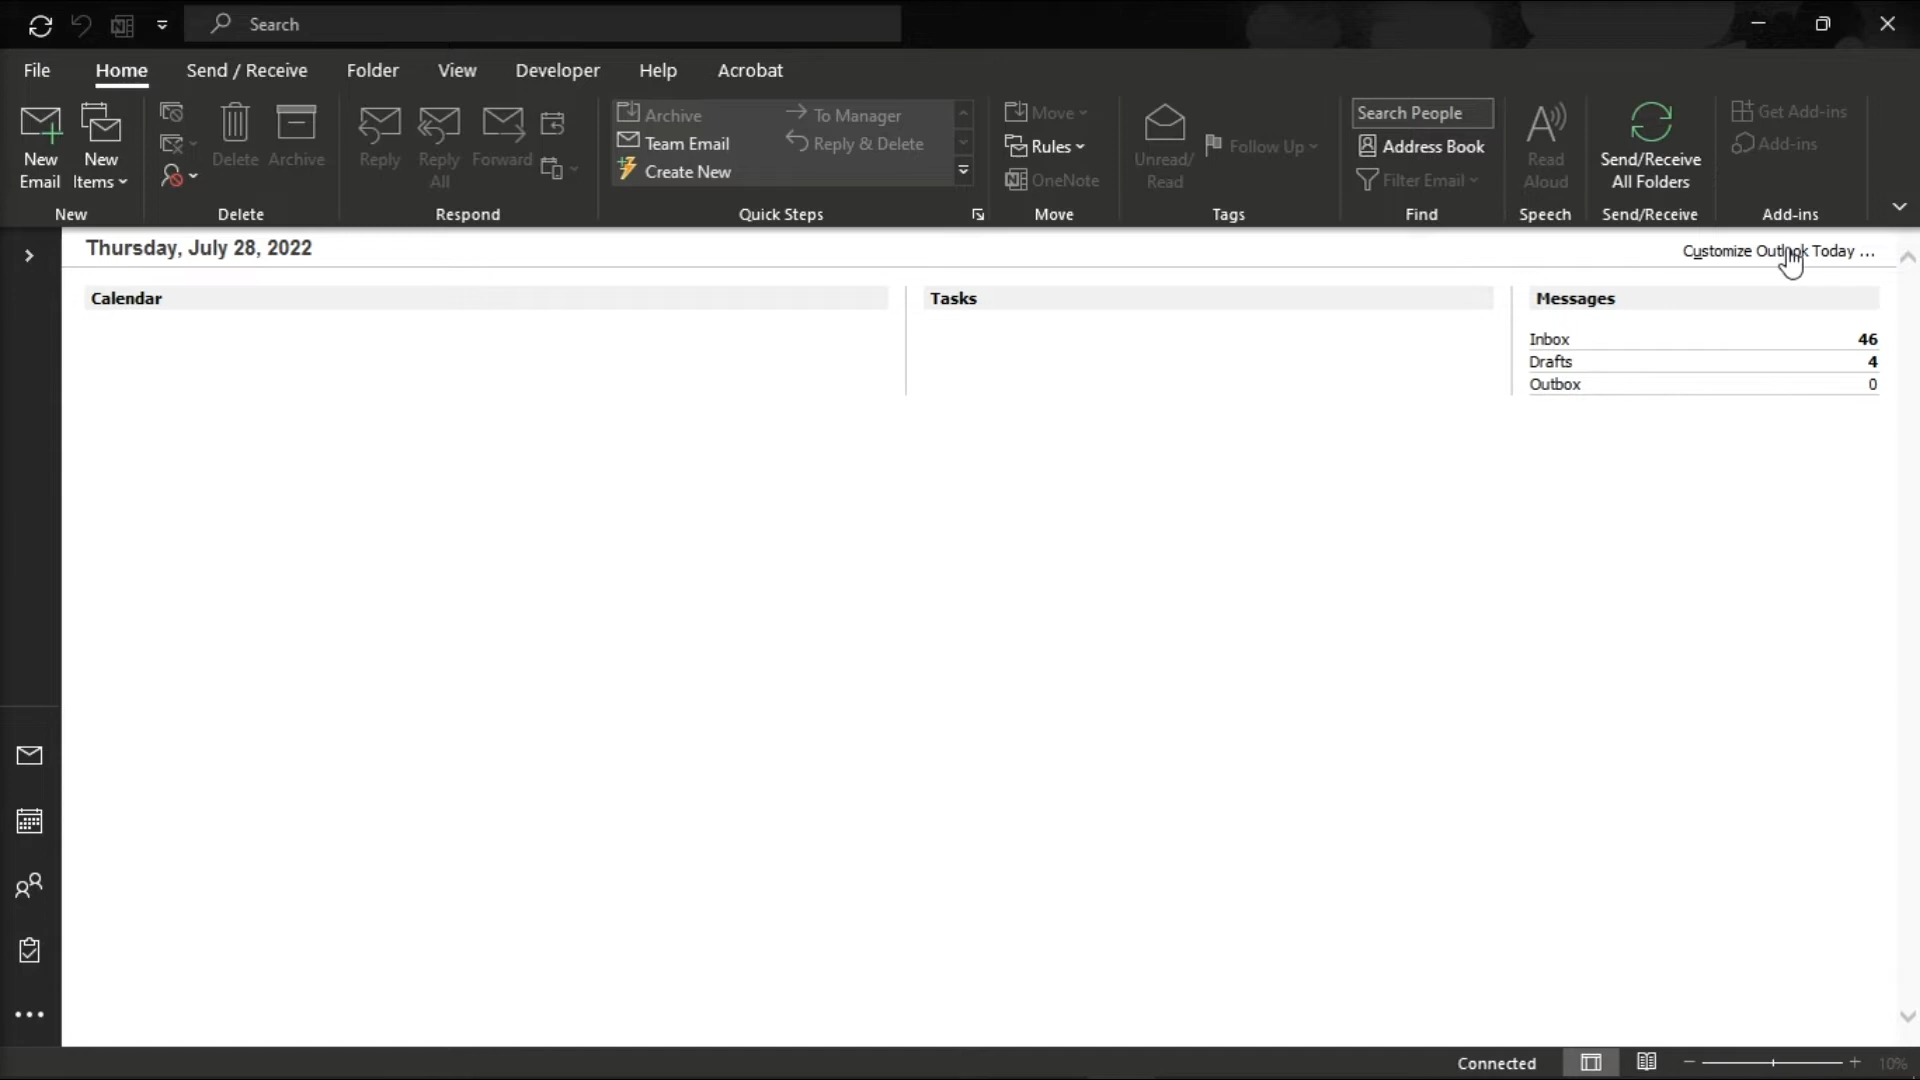 Search
File Home Send / Receive Folder View Developer Help Acrobat
New Email
New Items
Delete
Archive
Reply
Reply All
Forward
Archive
To Manager
Team Email
Reply & Delete
Create New
Move
Rules
OneNote
Unread/ Read
Follow Up
Search People
Address Book
Filter Email
Read Aloud
Send/Receive All Folders
Get Add-ins
Add-ins
New Delete Respond Quick Steps Move Tags Find Speech Send/Receive Add-ins
Thursday, July 28, 2022
Customize Outlook Today ...
Calendar
Tasks
Messages
Inbox 46
Drafts 4
Outbox 0
Connected
10%